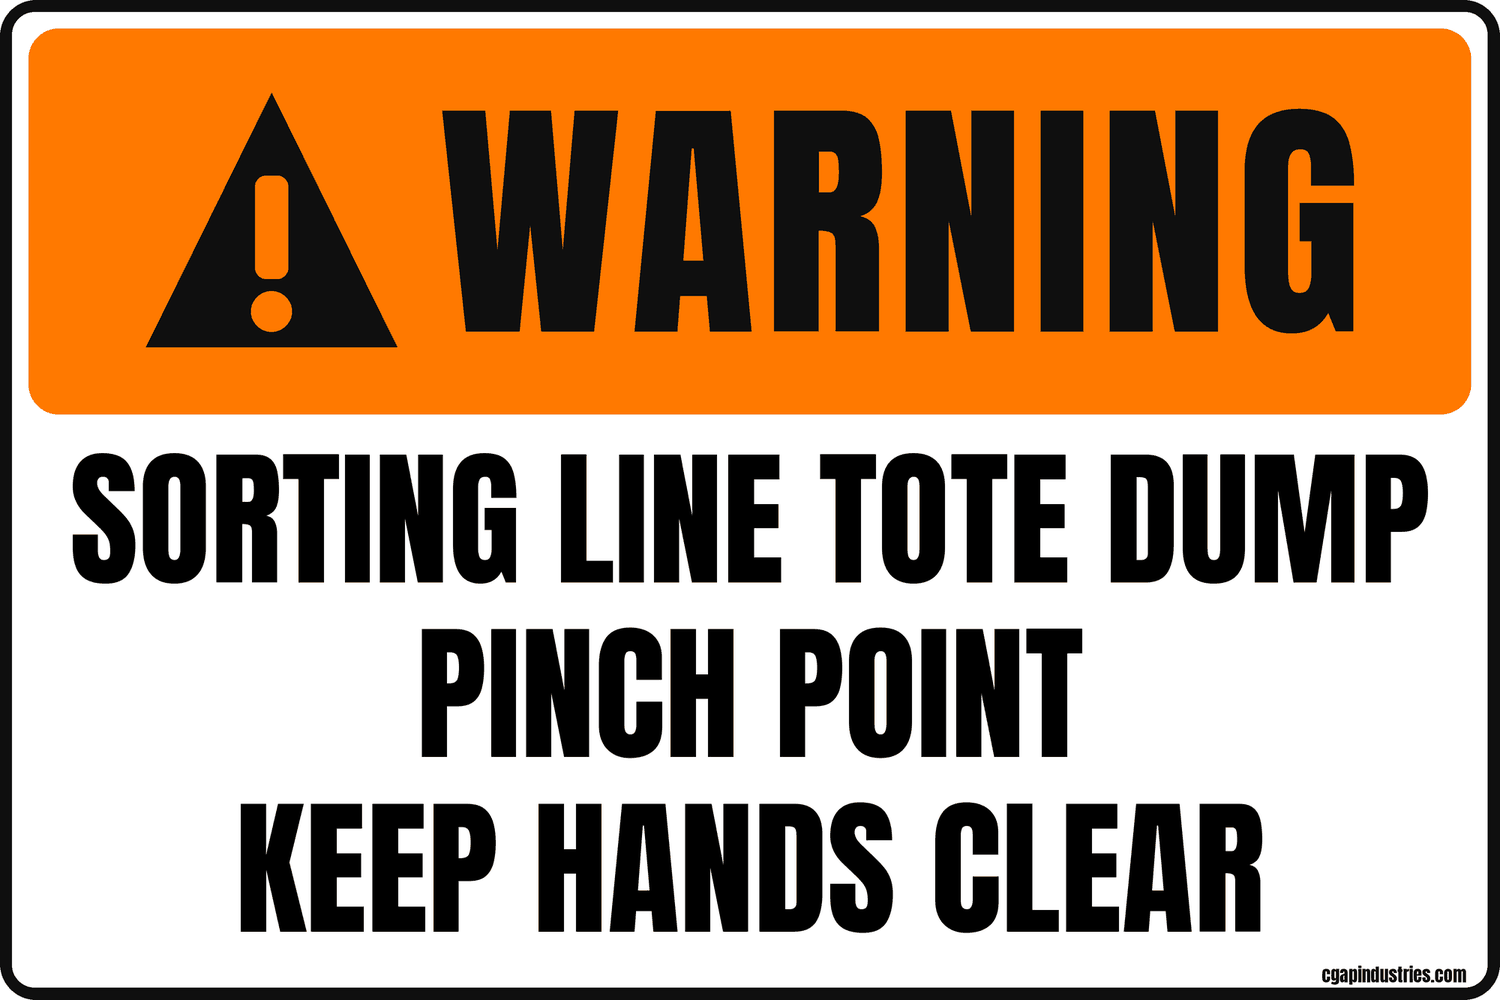 WARNING
SORTING LINE TOTE DUMP
PINCH POINT
KEEP HANDS CLEAR
cgapindustries.com